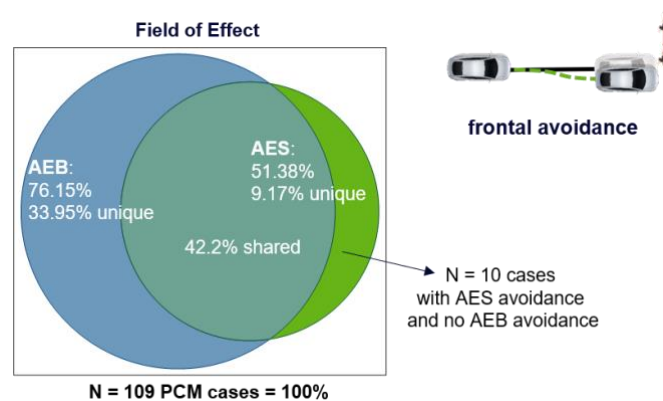 Field of Effect
frontal avoidance
AEB:
76.15%
33.95% unique
AES:
51.38%
9.17% unique
42.2% shared
N = 10 cases
with AES avoidance
and no AEB avoidance
N = 109 PCM cases = 100%